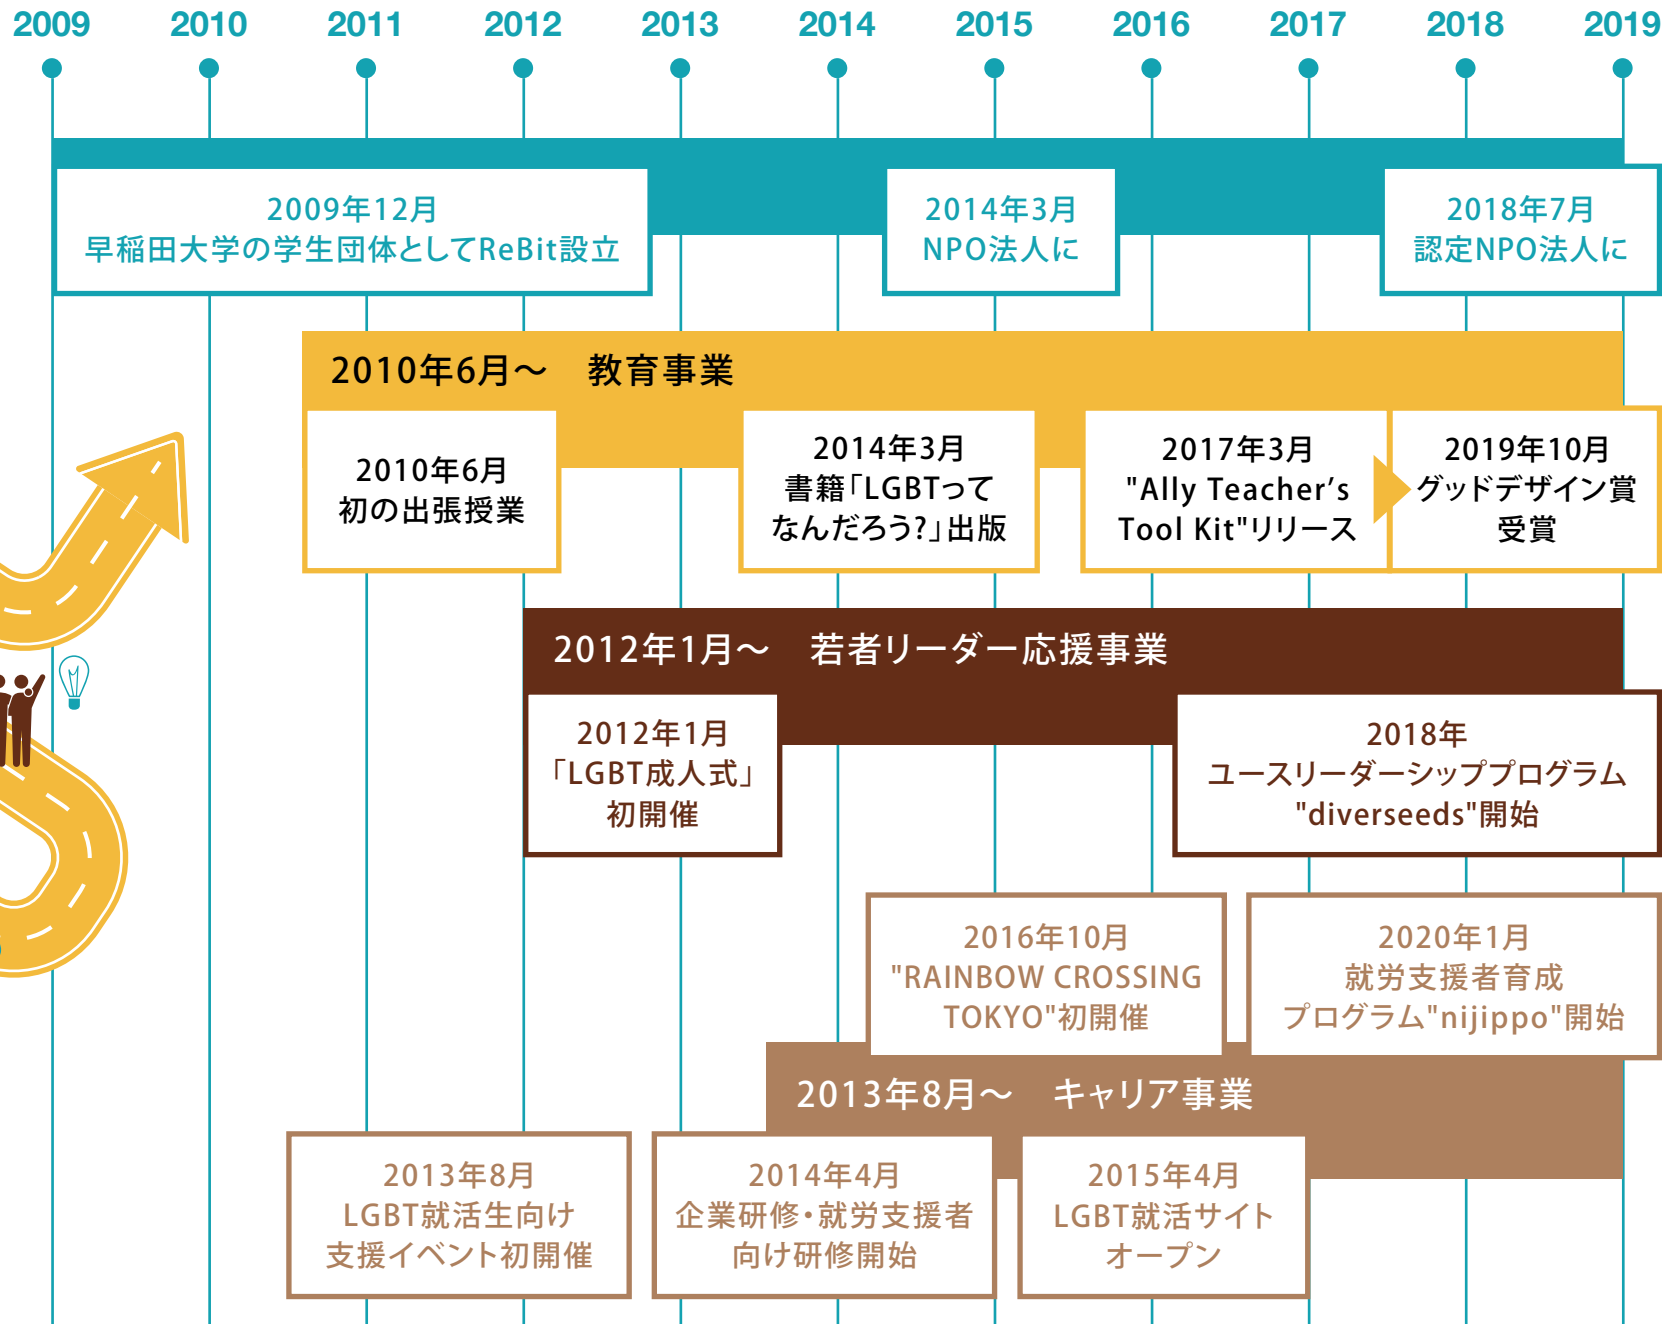 2009 2010 2011 2012 2013 2014 2015 2016 2017 2018 2019
2009年12月
早稲田大学の学生団体としてReBit設立
2014年3月
NPO法人に
2018年7月
認定NPO法人に
2010年6月～　教育事業
2010年6月
初の出張授業
2014年3月
書籍「LGBTって
なんだろう?」出版
2017年3月
"Ally Teacher's
Tool Kit"リリース
2019年10月
グッドデザイン賞
受賞
2012年1月～　若者リーダー応援事業
2012年1月
「LGBT成人式」
初開催
2018年
ユースリーダーシッププログラム
"diverseeds"開始
2016年10月
"RAINBOW CROSSING
TOKYO"初開催
2020年1月
就労支援者育成
プログラム"nijippo"開始
2013年8月～　キャリア事業
2013年8月
LGBT就活生向け
支援イベント初開催
2014年4月
企業研修・就労支援者
向け研修開始
2015年4月
LGBT就活サイト
オープン